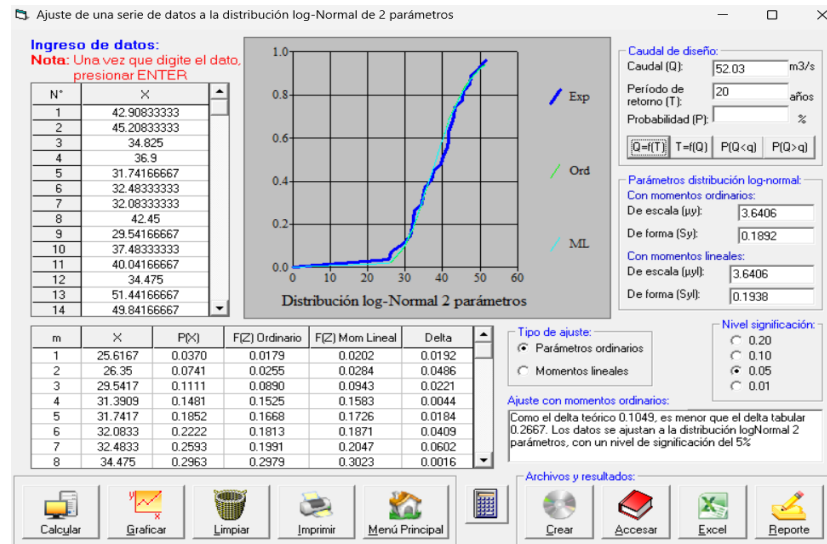 Ajuste de una serie de datos a la distribución log-Normal de 2 parámetros
Ingreso de datos:
Nota: Una vez que digite el dato,
presionar ENTER
N° X
1 42.90833333
2 45.20833333
3 34.825
4 36.9
5 31.74166667
6 32.48333333
7 32.08333333
8 42.45
9 29.54166667
10 37.48333333
11 40.04166667
12 34.475
13 51.44166667
14 49.84166667
1.0
0.8
0.6
0.4
0.2
0.0
0 10 20 30 40 50 60
Distribución log-Normal 2 parámetros
Exp
Ord
ML
Caudal de diseño:
Caudal (Q): 52.03 m3/s
Período de
retorno (T): 20 años
Probabilidad (P): %
Q=f(T) T=f(Q) P(Q<q) P(Q>q)
Parámetros distribución log-normal:
Con momentos ordinarios:
De escala (µy): 3.6406
De forma (Sy): 0.1892
Con momentos lineales:
De escala (µyl): 3.6406
De forma (Syl): 0.1938
m X P(X) F(Z) Ordinario F(Z) Mom Lineal Delta
1 25.6167 0.0370 0.0179 0.0202 0.0192
2 26.35 0.0741 0.0255 0.0284 0.0486
3 29.5417 0.1111 0.0890 0.0943 0.0221
4 31.3909 0.1481 0.1525 0.1583 0.0044
5 31.7417 0.1852 0.1668 0.1726 0.0184
6 32.0833 0.2222 0.1813 0.1871 0.0409
7 32.4833 0.2593 0.1991 0.2047 0.0602
8 34.475 0.2963 0.2979 0.3023 0.0016
Tipo de ajuste:
Parámetros ordinarios
Momentos lineales
Nivel significación:
0.20
0.10
0.05
0.01
Ajuste con momentos ordinarios:
Como el delta teórico 0.1049, es menor que el delta tabular
0.2667. Los datos se ajustan a la distribución logNormal 2
parámetros, con un nivel de significación del 5%
Calcular Graficar Limpiar Imprimir Menú Principal
Archivos y resultados:
Crear Accesar Excel Reporte